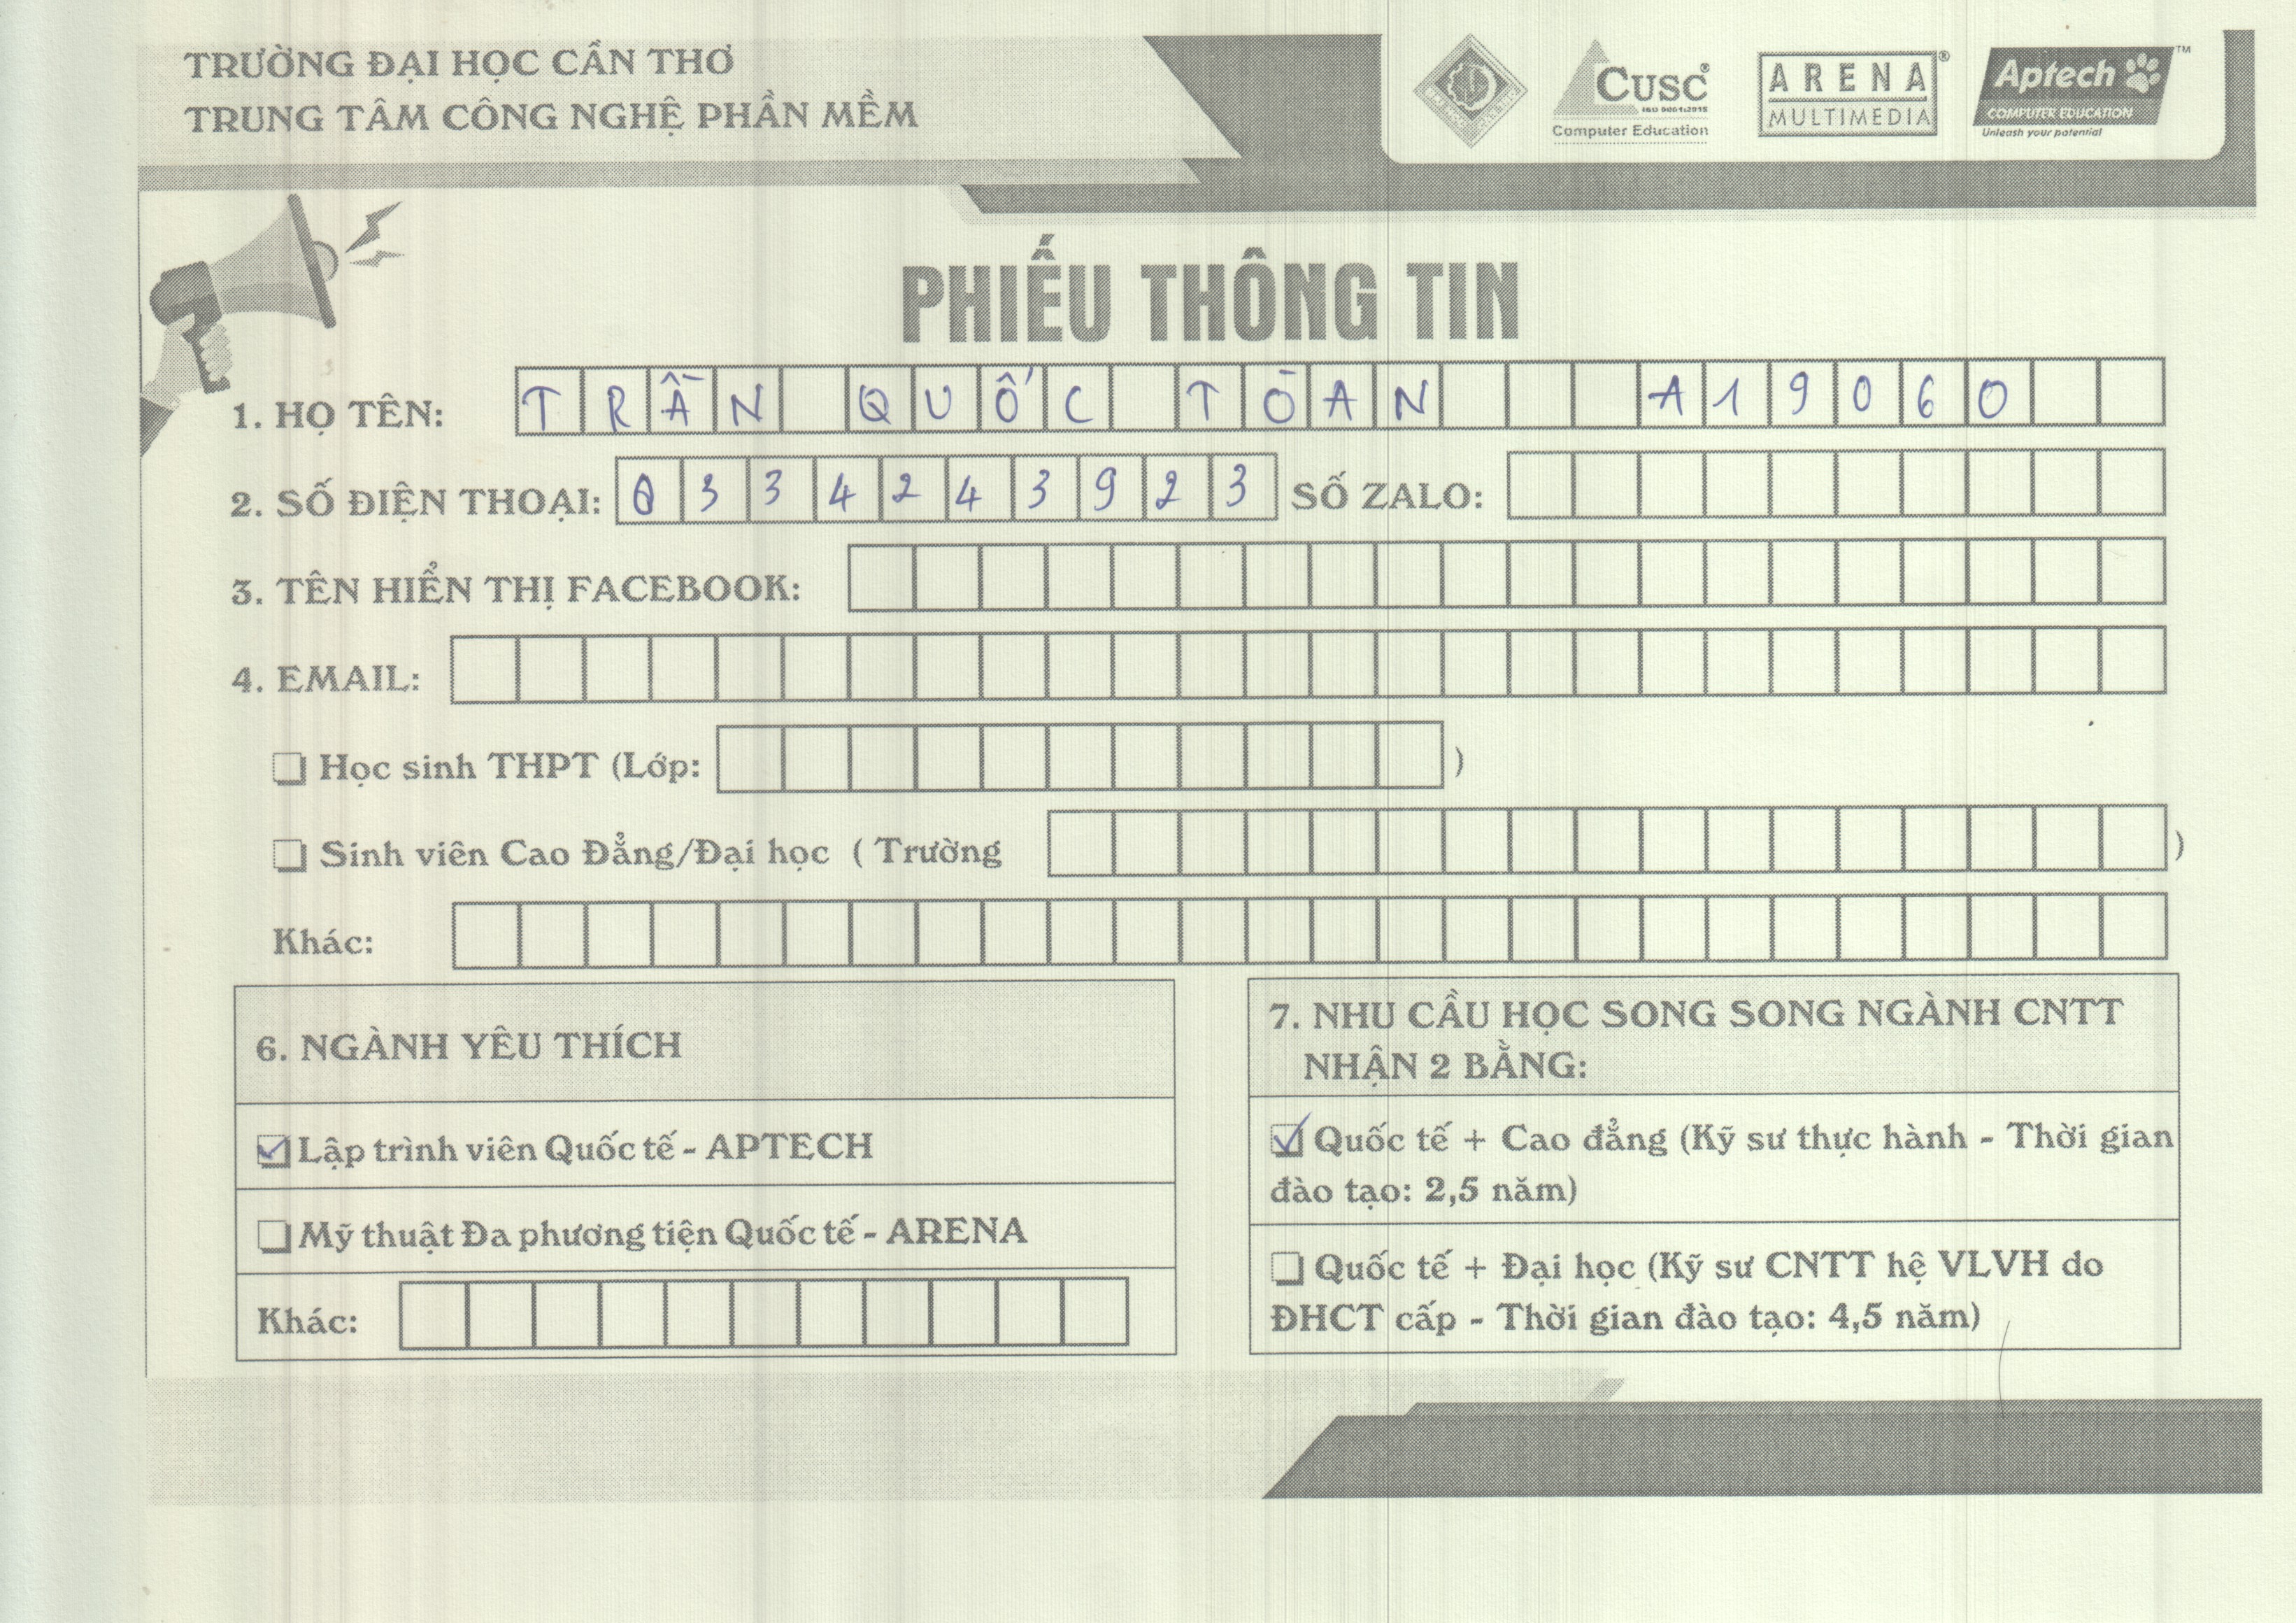 TRƯỜNG ĐẠI HỌC CẦN THƠ
TRUNG TÂM CÔNG NGHỆ PHẦN MỀM
CUSC®
ISO 9001:2015
Computer Education
ARENA®
MULTIMEDIA
Aptech™
COMPUTER EDUCATION
Unleash your potential
PHIẾU THÔNG TIN
1. HỌ TÊN: TRẦN QUỐC TÒAN A19060
2. SỐ ĐIỆN THOẠI: 0334243923 SỐ ZALO:
3. TÊN HIỂN THỊ FACEBOOK:
4. EMAIL:
Học sinh THPT (Lớp: )
Sinh viên Cao Đẳng/Đại học ( Trường )
Khác:
6. NGÀNH YÊU THÍCH
Lập trình viên Quốc tế - APTECH
Mỹ thuật Đa phương tiện Quốc tế - ARENA
Khác:
7. NHU CẦU HỌC SONG SONG NGÀNH CNTT
NHẬN 2 BẰNG:
Quốc tế + Cao đẳng (Kỹ sư thực hành - Thời gian
đào tạo: 2,5 năm)
Quốc tế + Đại học (Kỹ sư CNTT hệ VLVH do
ĐHCT cấp - Thời gian đào tạo: 4,5 năm)